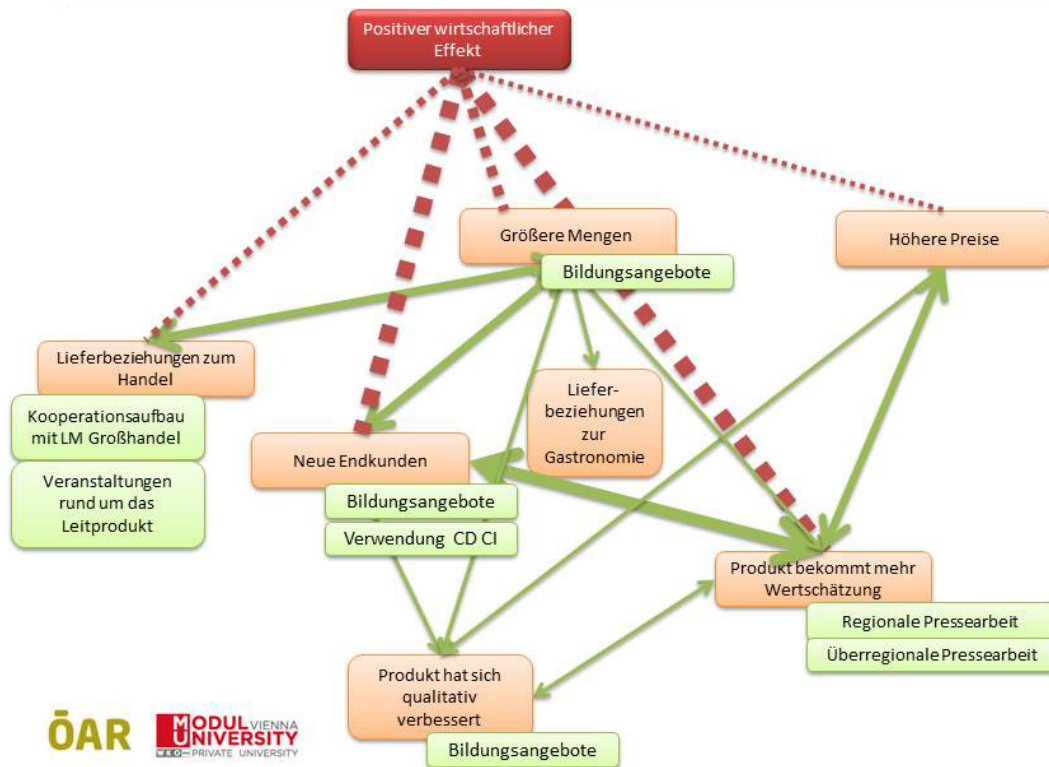 Positiver wirtschaftlicher
Effekt
Größere Mengen
Bildungsangebote
Höhere Preise
Lieferbeziehungen zum
Handel
Kooperationsaufbau
mit LM Großhandel
Veranstaltungen
rund um das
Leitprodukt
Liefer-
beziehungen
zur
Gastronomie
Neue Endkunden
Bildungsangebote
Verwendung CD CI
Produkt bekommt mehr
Wertschätzung
Regionale Pressearbeit
Überregionale Pressearbeit
Produkt hat sich
qualitativ
verbessert
Bildungsangebote
ÖAR
MODUL VIENNA
UNIVERSITY
WKO PRIVATE UNIVERSITY